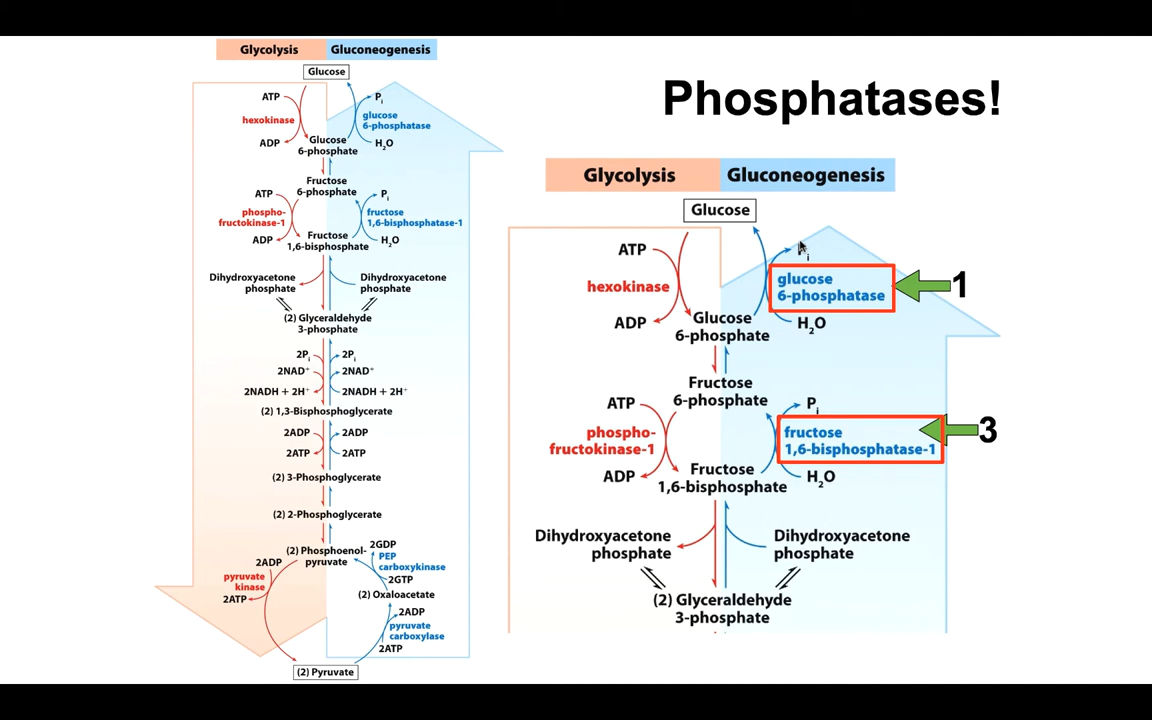 Glycolysis Gluconeogenesis
Glucose
ATP
Pi
hexokinase
glucose
6-phosphatase
ADP
Glucose
6-phosphate
H2O
Fructose
6-phosphate
ATP
Pi
phospho-
fructokinase-1
fructose
1,6-bisphosphatase-1
ADP
Fructose
1,6-bisphosphate
H2O
Dihydroxyacetone
phosphate
Dihydroxyacetone
phosphate
(2) Glyceraldehyde
3-phosphate
2Pi
2Pi
2NAD+
2NAD+
2NADH + 2H+
2NADH + 2H+
(2) 1,3-Bisphosphoglycerate
2ADP
2ADP
2ATP
2ATP
(2) 3-Phosphoglycerate
(2) 2-Phosphoglycerate
(2) Phosphoenol-
pyruvate
2GDP
PEP
carboxykinase
2GTP
2ADP
pyruvate
kinase
2ATP
(2) Oxaloacetate
2ADP
pyruvate
carboxylase
2ATP
(2) Pyruvate
Phosphatases!
Glycolysis Gluconeogenesis
Glucose
ATP
Pi
hexokinase
glucose
6-phosphatase
1
ADP
Glucose
6-phosphate
H2O
Fructose
6-phosphate
ATP
Pi
phospho-
fructokinase-1
fructose
1,6-bisphosphatase-1
3
ADP
Fructose
1,6-bisphosphate
H2O
Dihydroxyacetone
phosphate
Dihydroxyacetone
phosphate
(2) Glyceraldehyde
3-phosphate